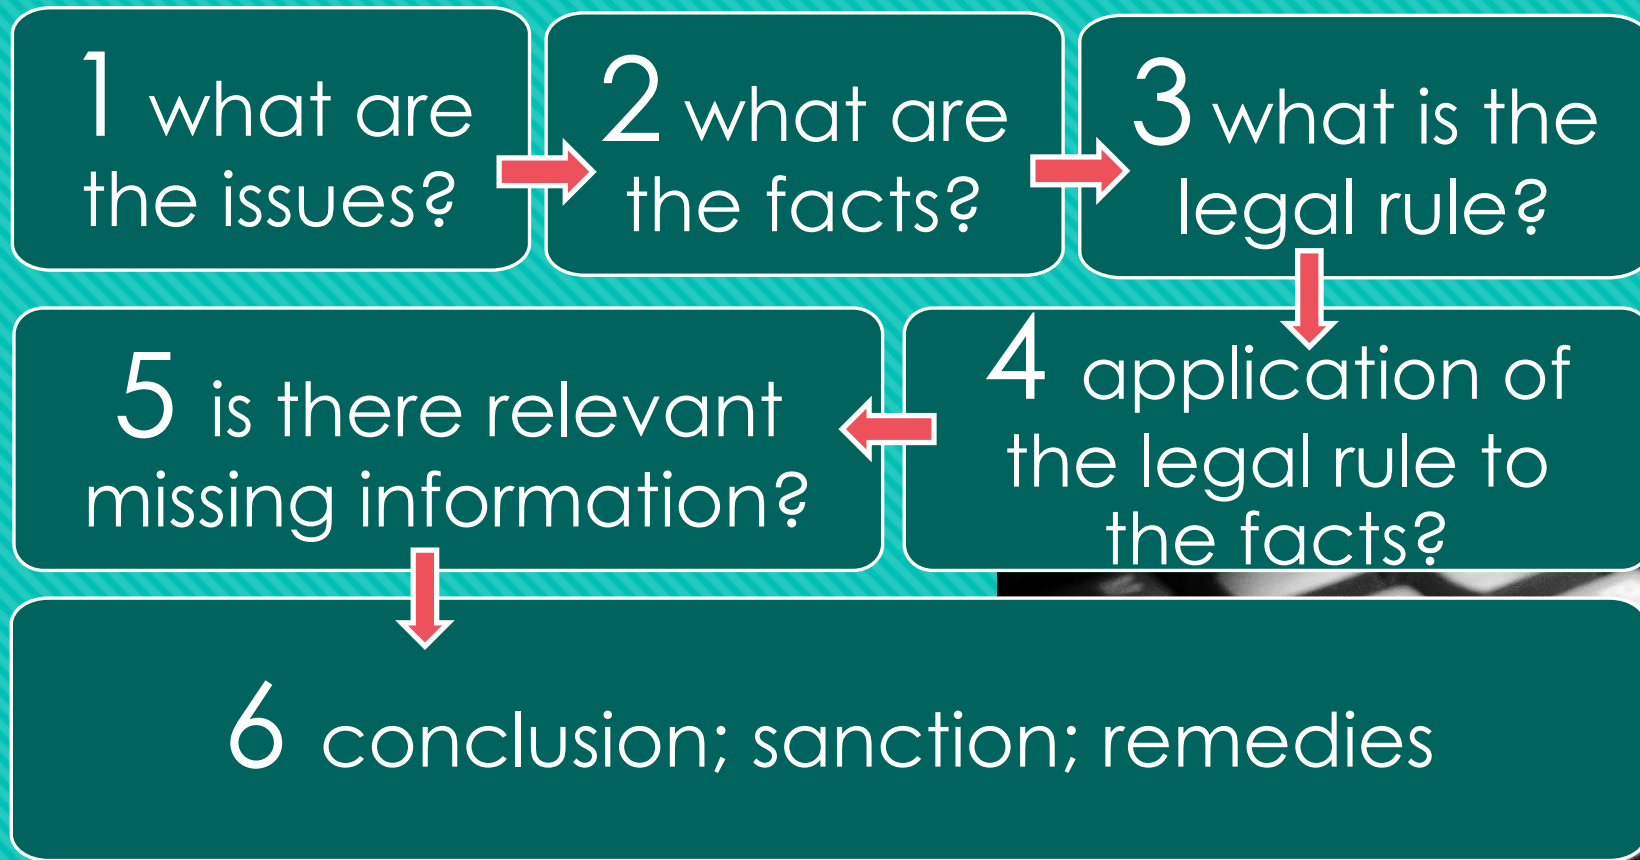 1 what are
the issues?
2 what are
the facts?
3 what is the
legal rule?
4 application of
the legal rule to
the facts?
5 is there relevant
missing information?
6 conclusion; sanction; remedies